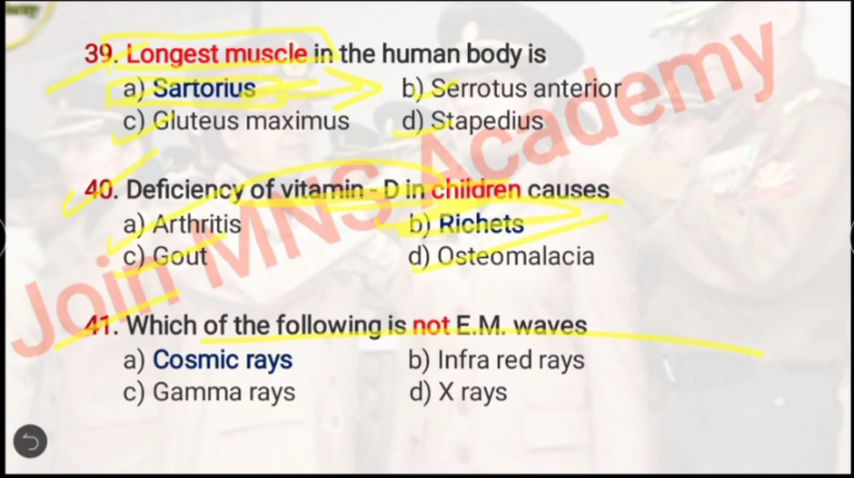 39. Longest muscle in the human body is
a) Sartorius b) Serrotus anterior
c) Gluteus maximus d) Stapedius
40. Deficiency of vitamin - D in children causes
a) Arthritis b) Richets
c) Gout d) Osteomalacia
41. Which of the following is not E.M. waves
a) Cosmic rays b) Infra red rays
c) Gamma rays d) X rays
Join MNS Academy